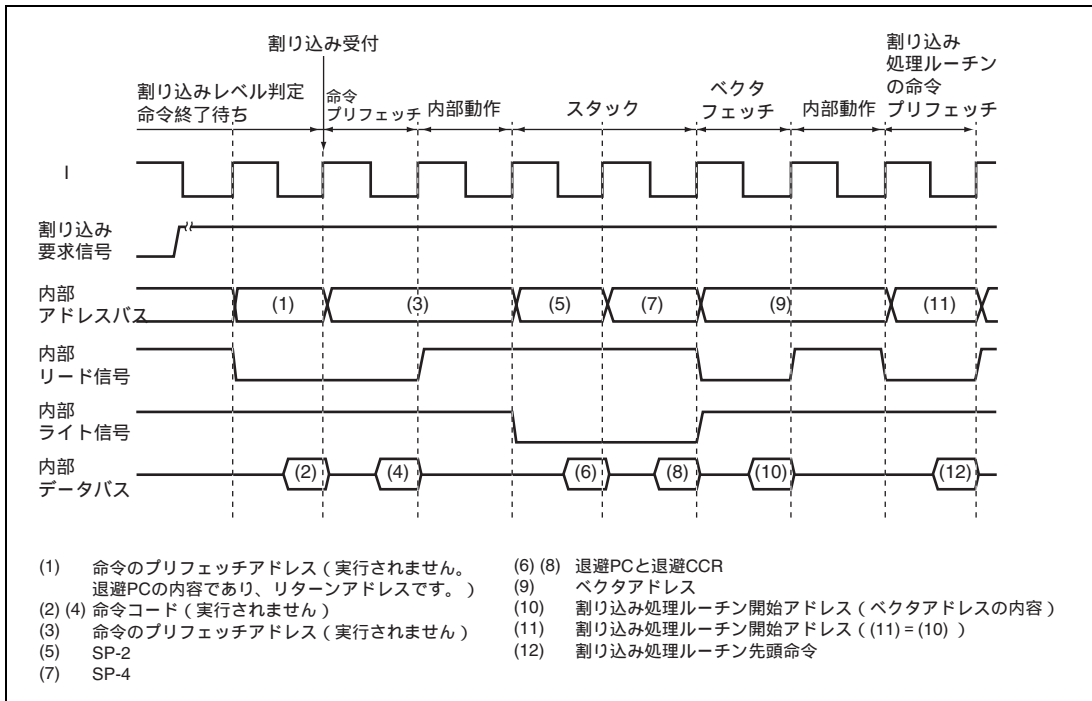 割り込み受付
割り込みレベル判定
命令終了待ち
命令
プリフェッチ
内部動作
スタック
ベクタ
フェッチ
内部動作
割り込み
処理ルーチン
の命令
プリフェッチ
I
割り込み
要求信号
内部
アドレスバス
(1) (3) (5) (7) (9) (11)
内部
リード信号
内部
ライト信号
内部
データバス
(2) (4) (6) (8) (10) (12)
(1) 命令のプリフェッチアドレス（実行されません。
退避PCの内容であり、リターンアドレスです。）
(2) (4) 命令コード（実行されません）
(3) 命令のプリフェッチアドレス（実行されません）
(5) SP-2
(7) SP-4
(6) (8) 退避PCと退避CCR
(9) ベクタアドレス
(10) 割り込み処理ルーチン開始アドレス（ベクタアドレスの内容）
(11) 割り込み処理ルーチン開始アドレス（(11) = (10) ）
(12) 割り込み処理ルーチン先頭命令